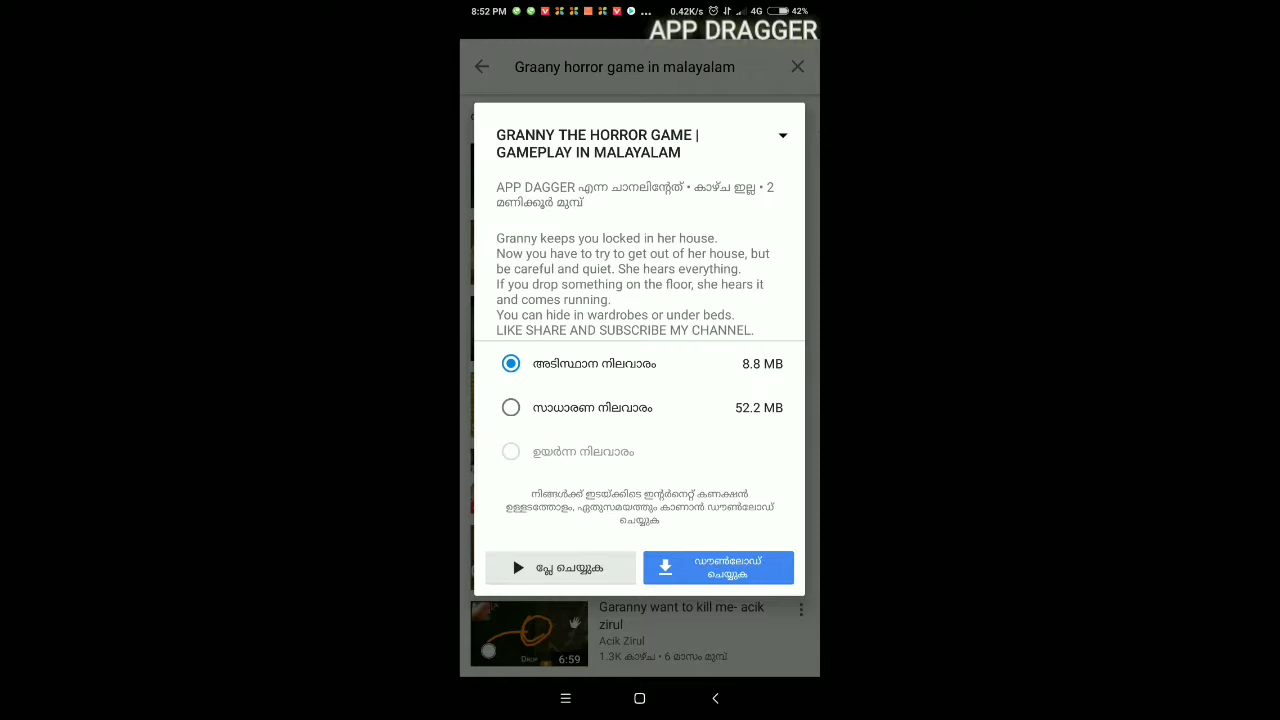 8:52 PM
0.42K/s
4G
42%
APP DRAGGER
Graany horror game in malayalam
GRANNY THE HORROR GAME |
GAMEPLAY IN MALAYALAM
APP DAGGER എന്ന ചാനലിന്റേത് • കാഴ്ച ഇല്ല • 2
മണിക്കൂർ മുമ്പ്
Granny keeps you locked in her house.
Now you have to try to get out of her house, but
be careful and quiet. She hears everything.
If you drop something on the floor, she hears it
and comes running.
You can hide in wardrobes or under beds.
LIKE SHARE AND SUBSCRIBE MY CHANNEL.
അടിസ്ഥാന നിലവാരം 8.8 MB
സാധാരണ നിലവാരം 52.2 MB
ഉയർന്ന നിലവാരം
നിങ്ങൾക്ക് ഇടയ്ക്കിടെ ഇന്റർനെറ്റ് കണക്ഷൻ
ഉള്ളടത്തോളം, ഏതുസമയത്തും കാണാൻ ഡൗൺലോഡ്
ചെയ്യുക
പ്ലേ ചെയ്യുക
ഡൗൺലോഡ്
ചെയ്യുക
Garanny want to kill me- acik
zirul
Acik Zirul
1.3K കാഴ്ച • 6 മാസം മുമ്പ്
DROP
6:59